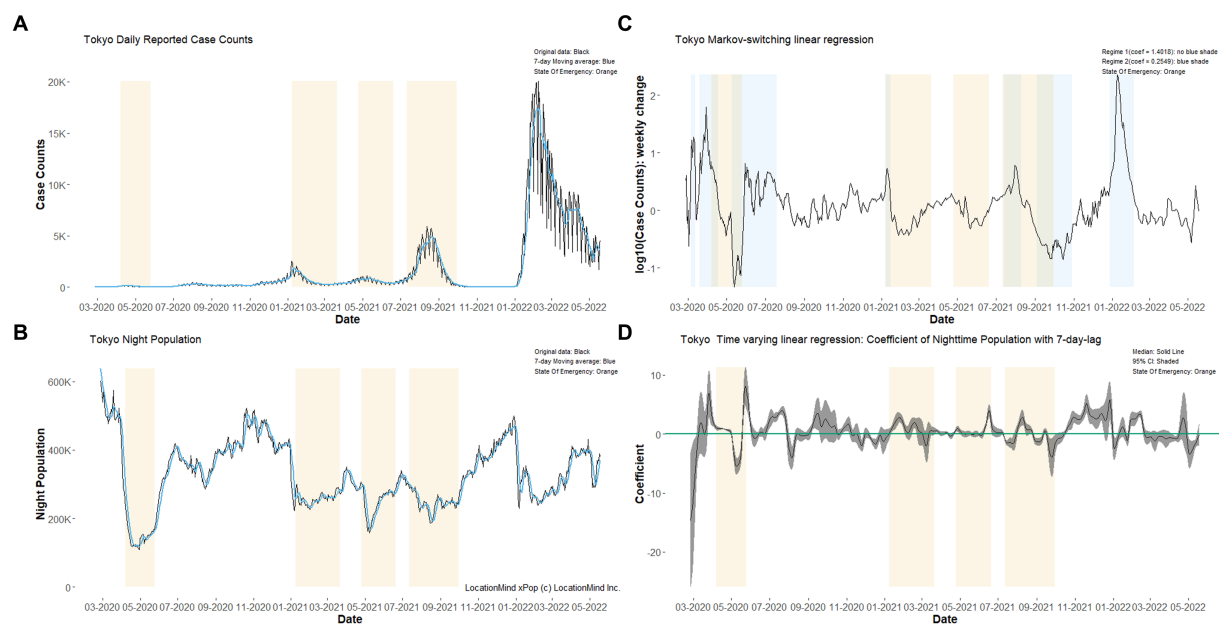 A
Tokyo Daily Reported Case Counts
Original data: Black
7-day Moving average: Blue
State Of Emergency: Orange
20K
15K
10K
5K
0
Case Counts
03-2020 05-2020 07-2020 09-2020 11-2020 01-2021 03-2021 05-2021 07-2021 09-2021 11-2021 01-2022 03-2022 05-2022
Date
B
Tokyo Night Population
Original data: Black
7-day Moving average: Blue
State Of Emergency: Orange
600K
400K
200K
0
Night Population
LocationMind xPop (c) LocationMind Inc.
03-2020 05-2020 07-2020 09-2020 11-2020 01-2021 03-2021 05-2021 07-2021 09-2021 11-2021 01-2022 03-2022 05-2022
Date
C
Tokyo Markov-switching linear regression
Regime 1(coef = 1.4018): no blue shade
Regime 2(coef = 0.2549): blue shade
State Of Emergency: Orange
2
1
0
-1
log10(Case Counts): weekly change
03-2020 05-2020 07-2020 09-2020 11-2020 01-2021 03-2021 05-2021 07-2021 09-2021 11-2021 01-2022 03-2022 05-2022
Date
D
Tokyo Time varying linear regression: Coefficient of Nighttime Population with 7-day-lag
Median: Solid Line
95% CI: Shaded
State Of Emergency: Orange
10
0
-10
-20
Coefficient
03-2020 05-2020 07-2020 09-2020 11-2020 01-2021 03-2021 05-2021 07-2021 09-2021 11-2021 01-2022 03-2022 05-2022
Date